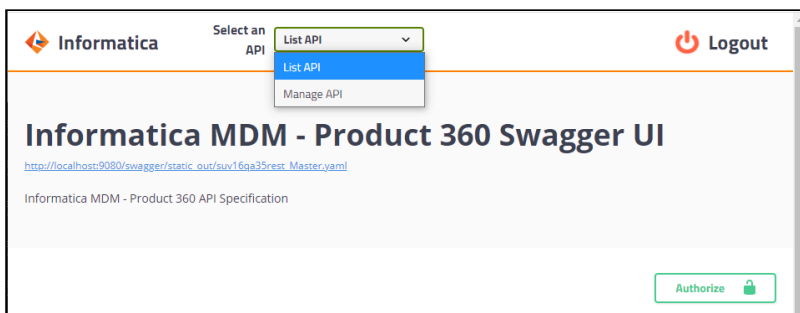 Informatica
Select an
API
List API
Logout
List API
Manage API
Informatica MDM - Product 360 Swagger UI
http://localhost:9080/swagger/static_out/suv16qa35rest_Master.yaml
Informatica MDM - Product 360 API Specification
Authorize